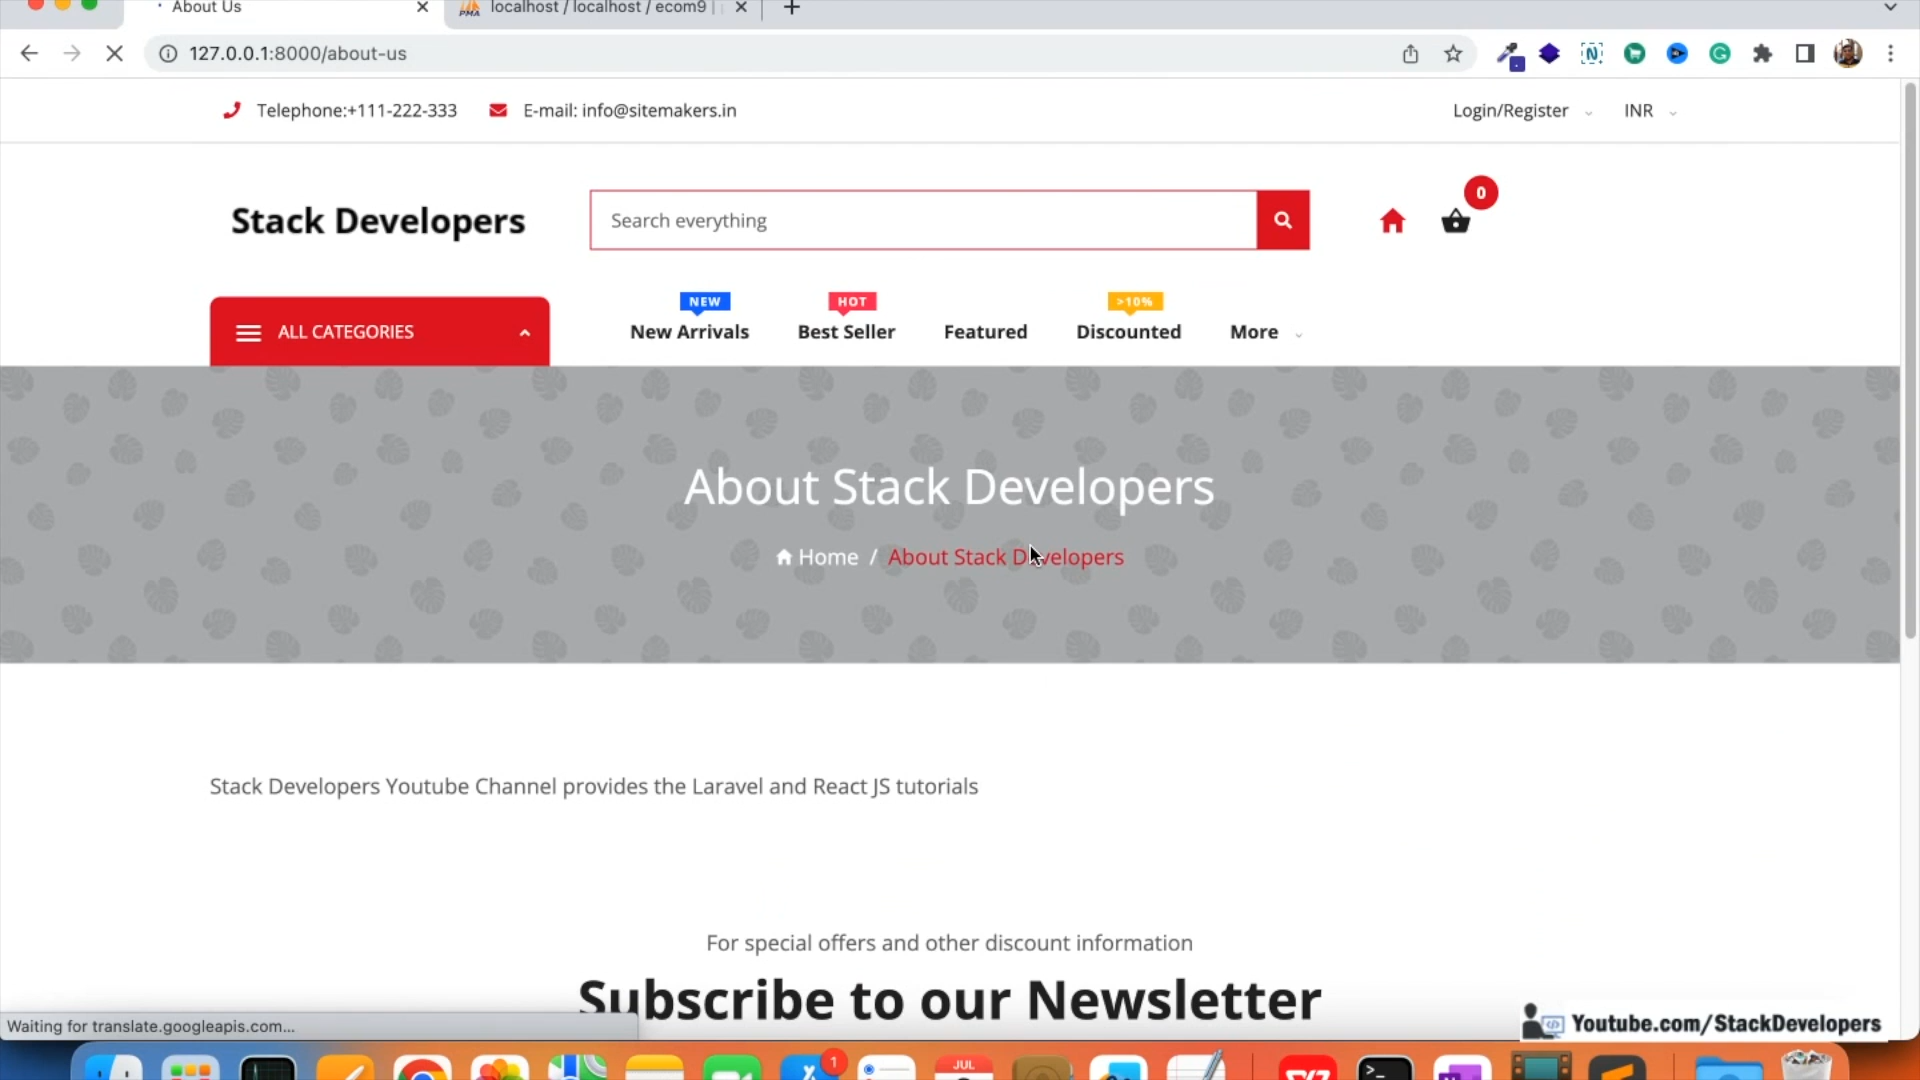 About Us
localhost / localhost / ecom9 |
127.0.0.1:8000/about-us
Telephone:+111-222-333
E-mail: info@sitemakers.in
Login/Register
INR
Stack Developers
Search everything
0
ALL CATEGORIES
NEW
HOT
>10%
New Arrivals
Best Seller
Featured
Discounted
More
About Stack Developers
Home / About Stack Developers
Stack Developers Youtube Channel provides the Laravel and React JS tutorials
For special offers and other discount information
Subscribe to our Newsletter
Waiting for translate.googleapis.com...
Youtube.com/StackDevelopers
1
JUL